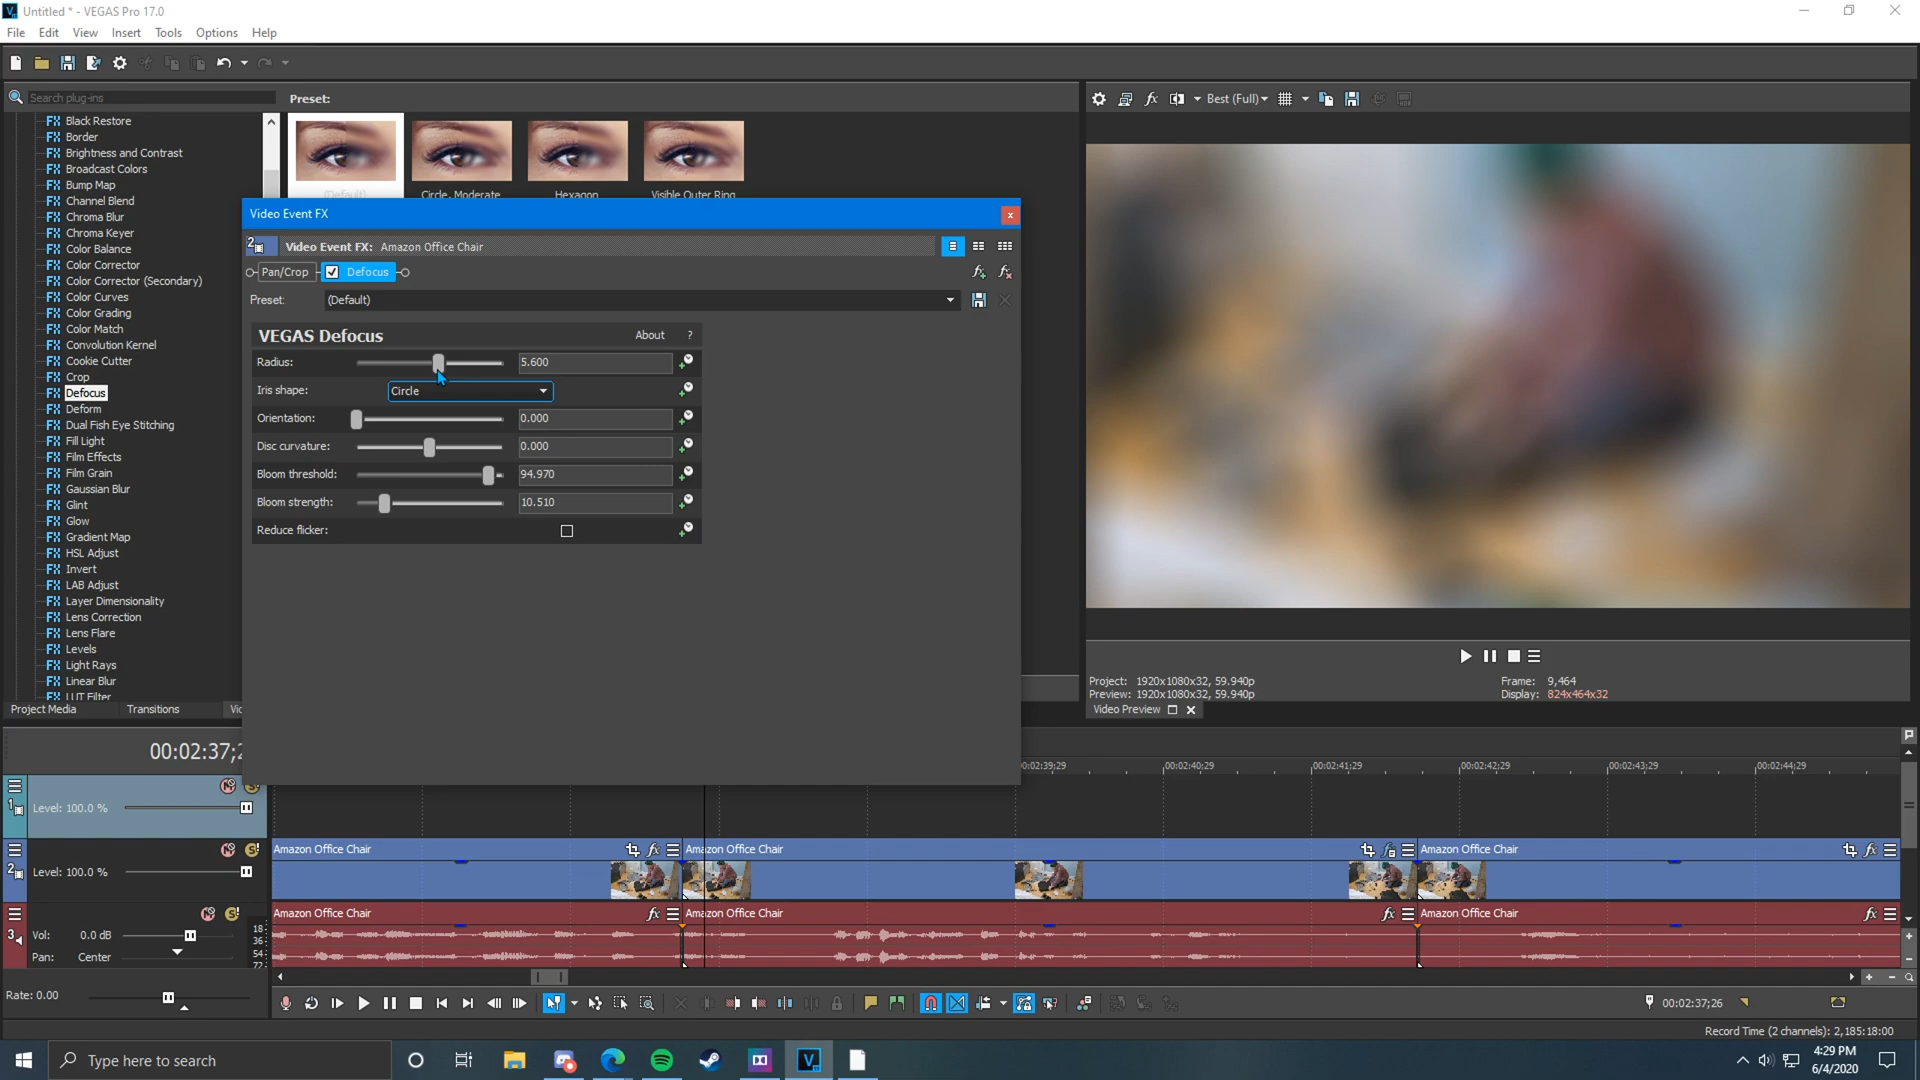 Untitled * - VEGAS Pro 17.0
File Edit View Insert Tools Options Help
Search plug-ins
Preset:
Best (Full)
Black Restore
Border
Brightness and Contrast
Broadcast Colors
Bump Map
Channel Blend
Chroma Blur
Chroma Keyer
Color Balance
Color Corrector
Color Corrector (Secondary)
Color Curves
Color Grading
Color Match
Convolution Kernel
Cookie Cutter
Crop
Defocus
Deform
Dual Fish Eye Stitching
Fill Light
Film Effects
Film Grain
Gaussian Blur
Glint
Glow
Gradient Map
HSL Adjust
Invert
LAB Adjust
Layer Dimensionality
Lens Correction
Lens Flare
Levels
Light Rays
Linear Blur
LUT Filter
(Default) Circle, Moderate Hexagon Visible Outer Ring
Video Event FX
Video Event FX: Amazon Office Chair
Pan/Crop Defocus
Preset: (Default)
VEGAS Defocus About ?
Radius: 5.600
Iris shape: Circle
Orientation: 0.000
Disc curvature: 0.000
Bloom threshold: 94.970
Bloom strength: 10.510
Reduce flicker:
Project: 1920x1080x32, 59.940p
Preview: 1920x1080x32, 59.940p
Frame: 9,464
Display: 824x464x32
Video Preview
Project Media Transitions
00:02:39;29 00:02:40;29 00:02:41;29 00:02:42;29 00:02:43;29 00:02:44;29
1
Level: 100.0 %
2
Level: 100.0 %
Amazon Office Chair Amazon Office Chair Amazon Office Chair
3
Vol: 0.0 dB
Pan: Center
18
36
54
72
Amazon Office Chair Amazon Office Chair Amazon Office Chair
Rate: 0.00
00:02:37;26
Record Time (2 channels): 2,185:18:00
Type here to search
4:29 PM
6/4/2020